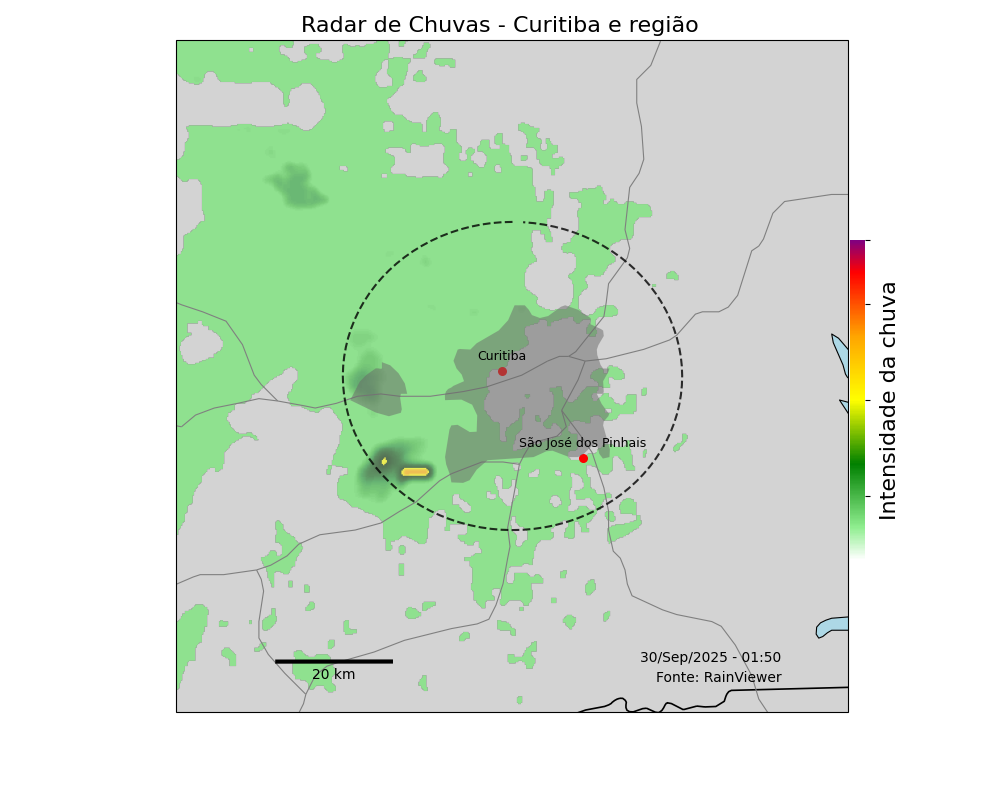 Radar de Chuvas - Curitiba e região
Curitiba
São José dos Pinhais
Intensidade da chuva
30/Sep/2025 - 01:50
20 km
Fonte: RainViewer